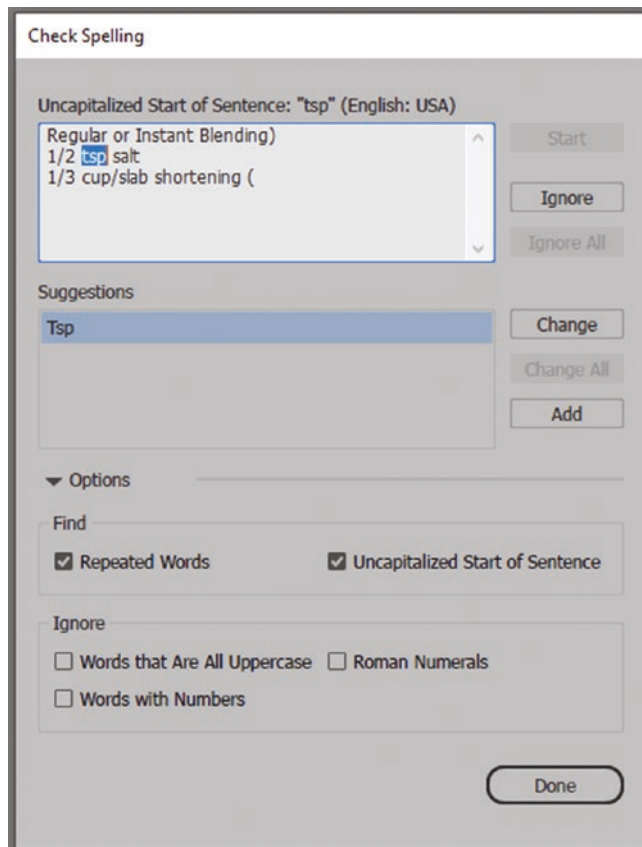 Check Spelling
Uncapitalized Start of Sentence: "tsp" (English: USA)
Regular or Instant Blending)
1/2 tsp salt
1/3 cup/slab shortening (
Start
Ignore
Ignore All
Suggestions
Tsp
Change
Change All
Add
Options
Find
Repeated Words
Uncapitalized Start of Sentence
Ignore
Words that Are All Uppercase
Roman Numerals
Words with Numbers
Done